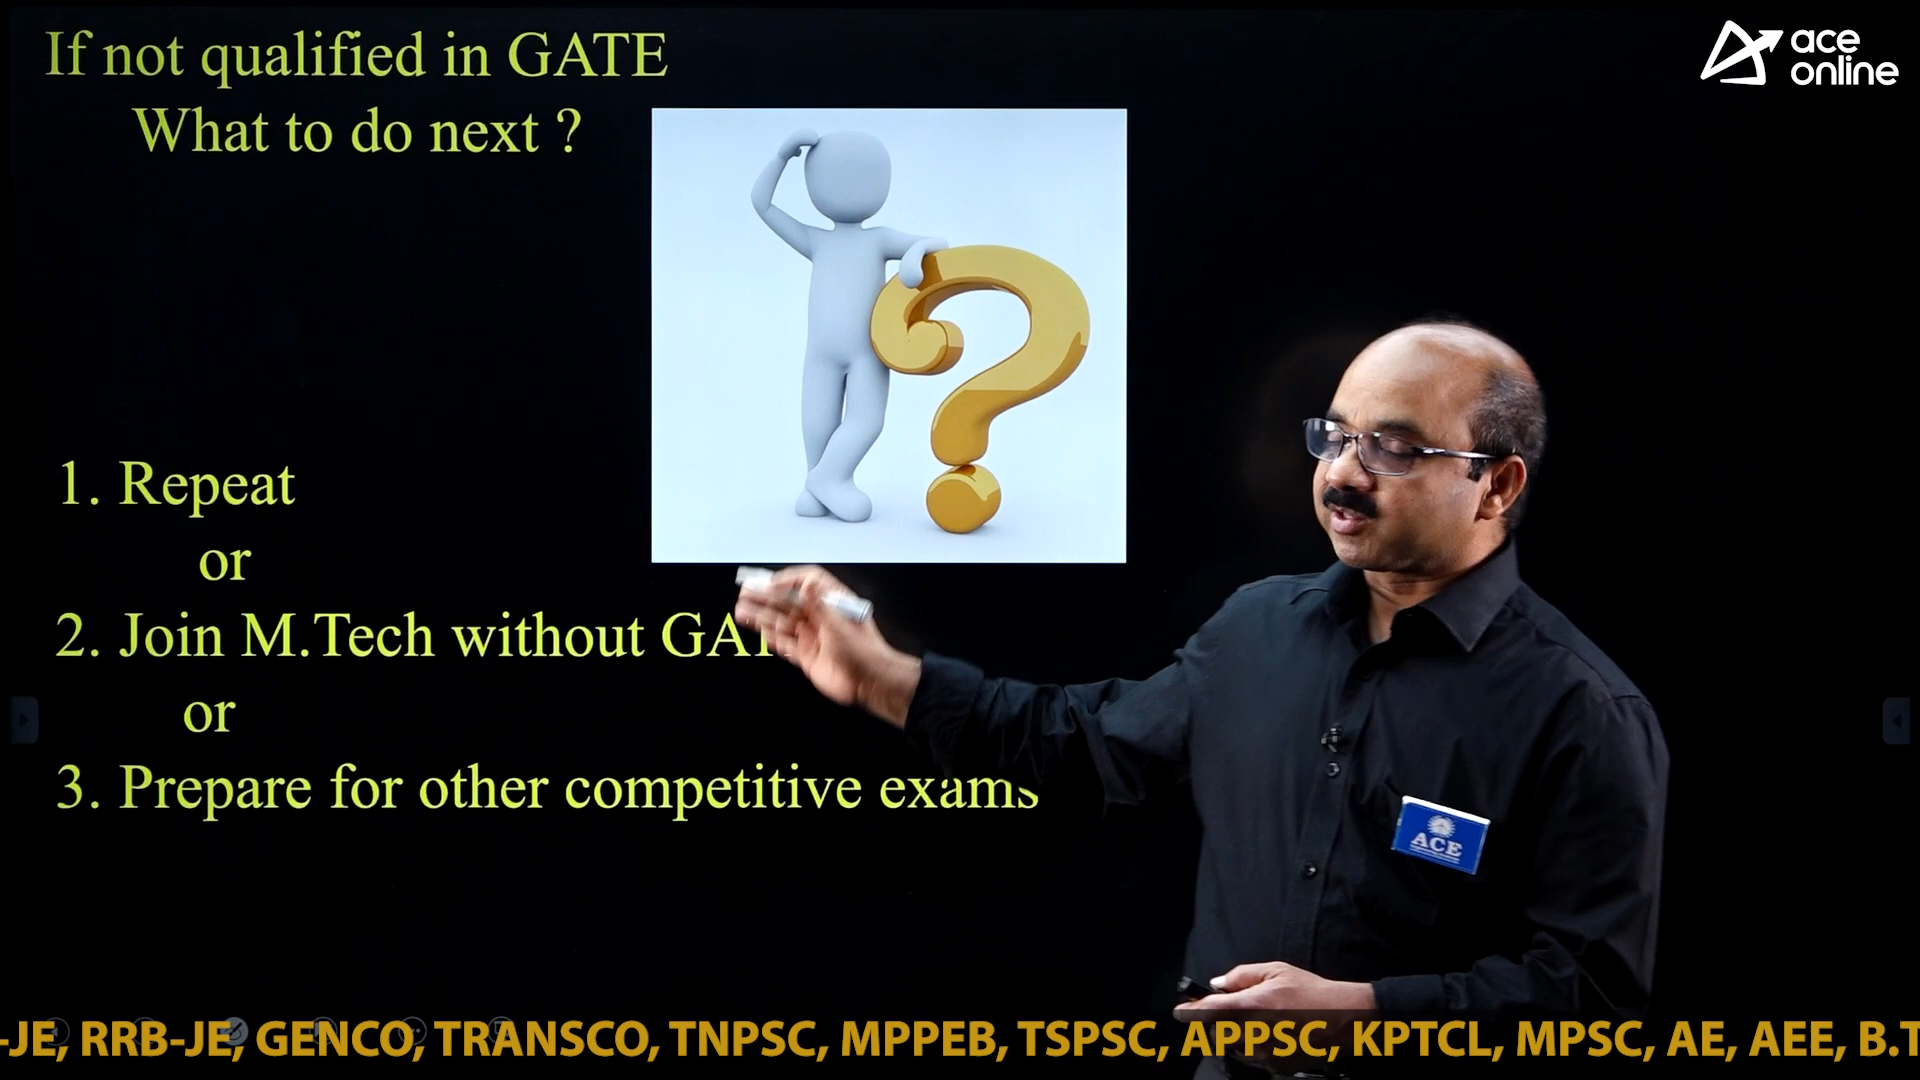 If not qualified in GATE
What to do next ?
ace
online
1. Repeat
or
2. Join M.Tech without
or
3. Prepare for other competitive exams
ACE
-JE, RRB-JE, GENCO, TRANSCO, TNPSC, MPPEB, TSPSC, APPSC, KPTCL, MPSC, AE, AEE, B.T